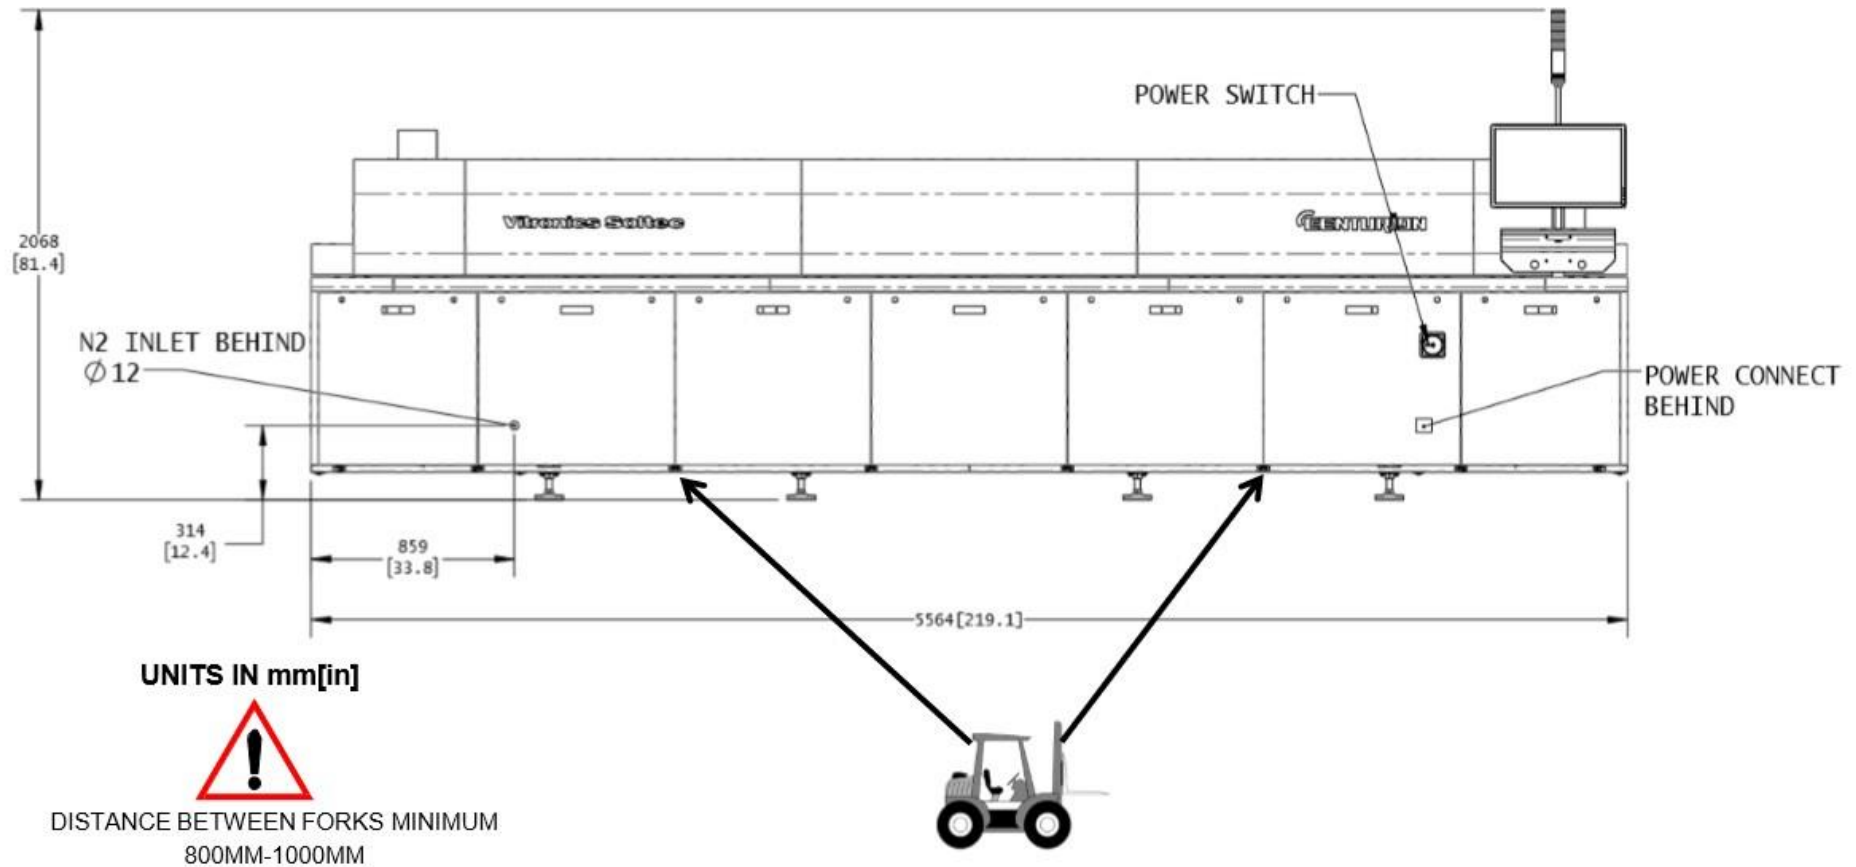 POWER SWITCH
Vitronics Soltec
CENTURION
2068
[81.4]
N2 INLET BEHIND
Ø 12
POWER CONNECT
BEHIND
314
[12.4]
859
[33.8]
5564[219.1]
UNITS IN mm[in]
!
DISTANCE BETWEEN FORKS MINIMUM
800MM-1000MM